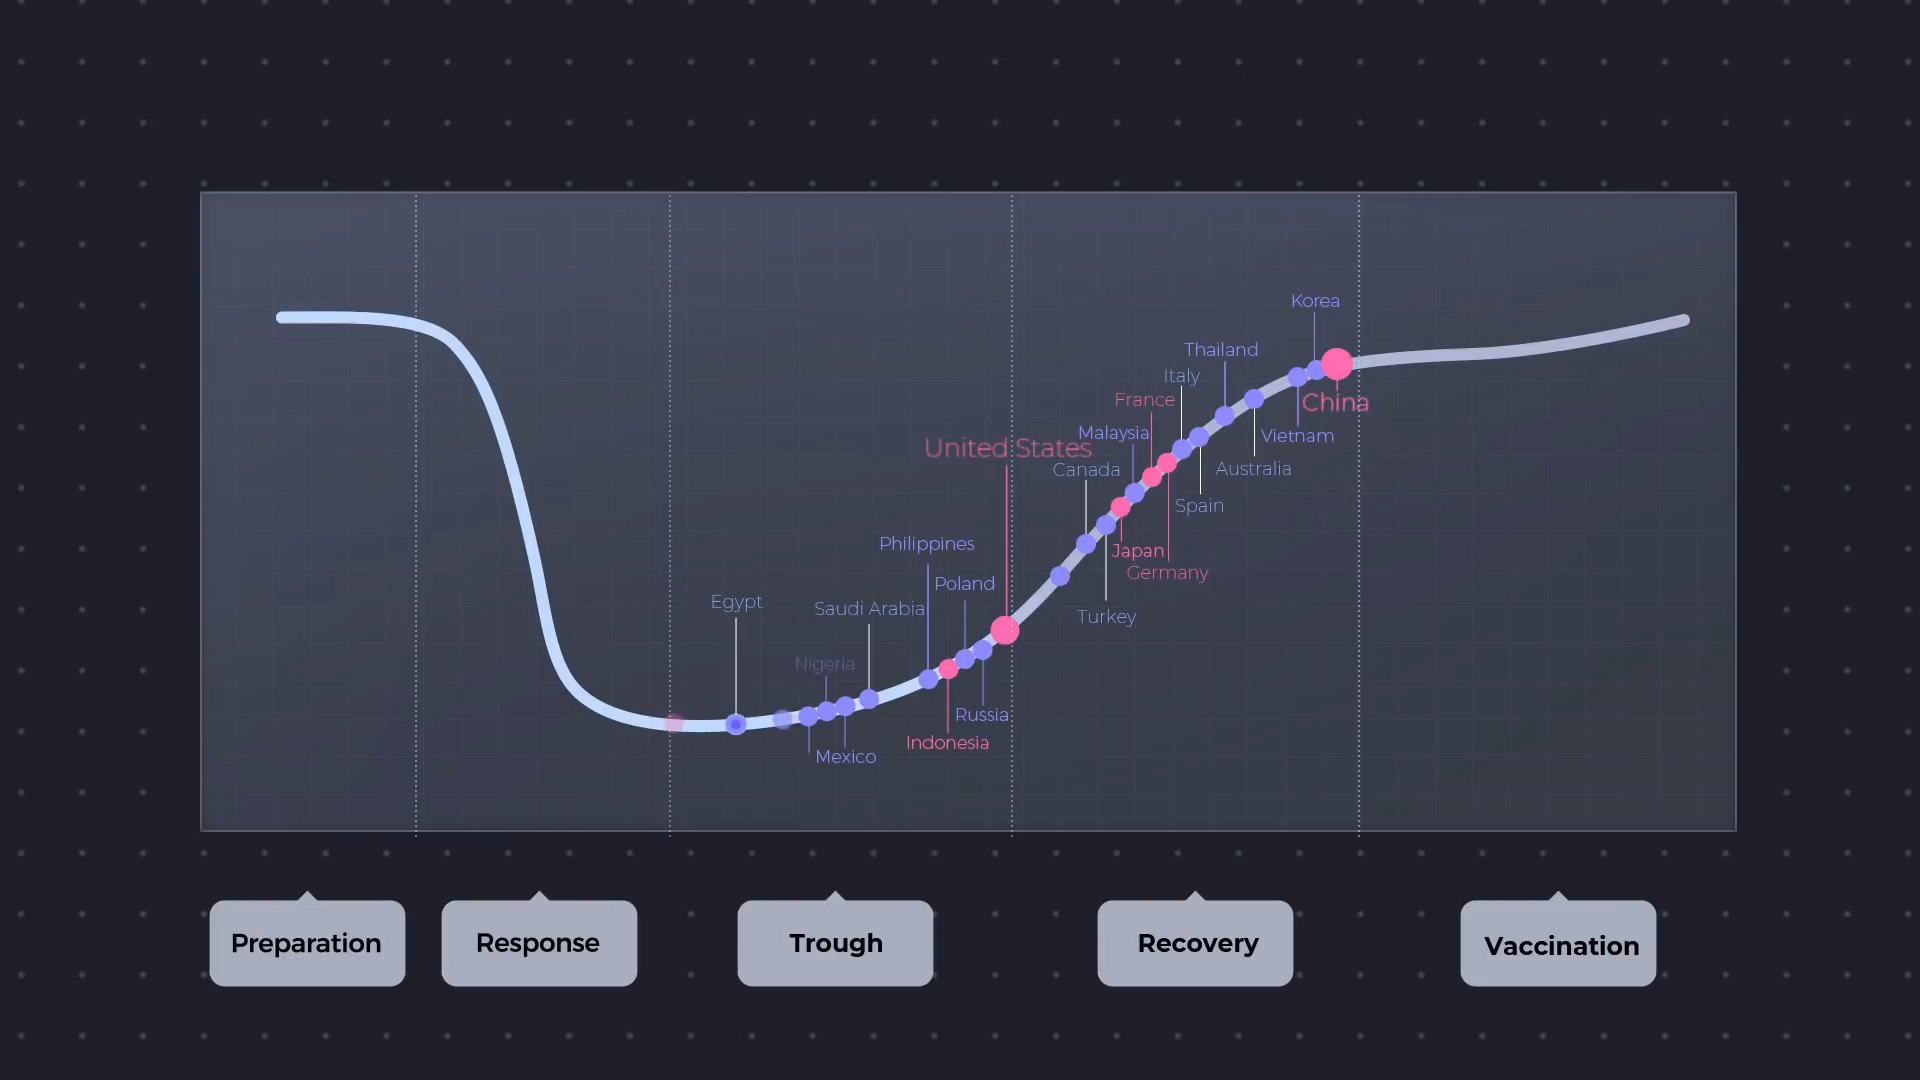 Korea
Thailand
Italy
France
China
Malaysia
Vietnam
United States
Canada
Australia
Spain
Philippines
Japan
Germany
Poland
Egypt
Saudi Arabia
Turkey
Nigeria
Russia
Indonesia
Mexico
Preparation
Response
Trough
Recovery
Vaccination